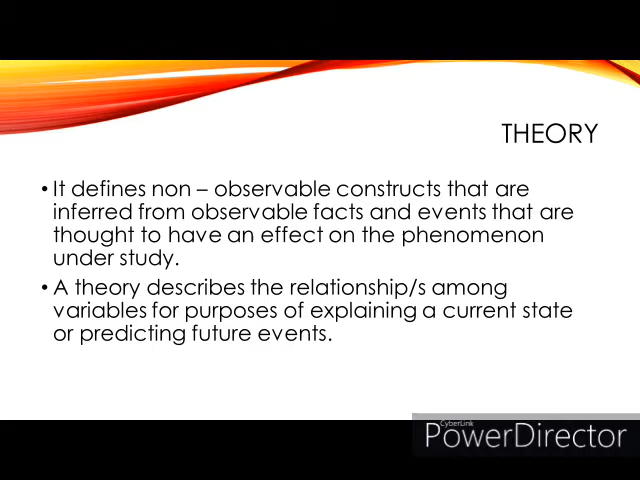 THEORY
• It defines non – observable constructs that are
inferred from observable facts and events that are
thought to have an effect on the phenomenon
under study.
• A theory describes the relationship/s among
variables for purposes of explaining a current state
or predicting future events.
CyberLink
PowerDirector